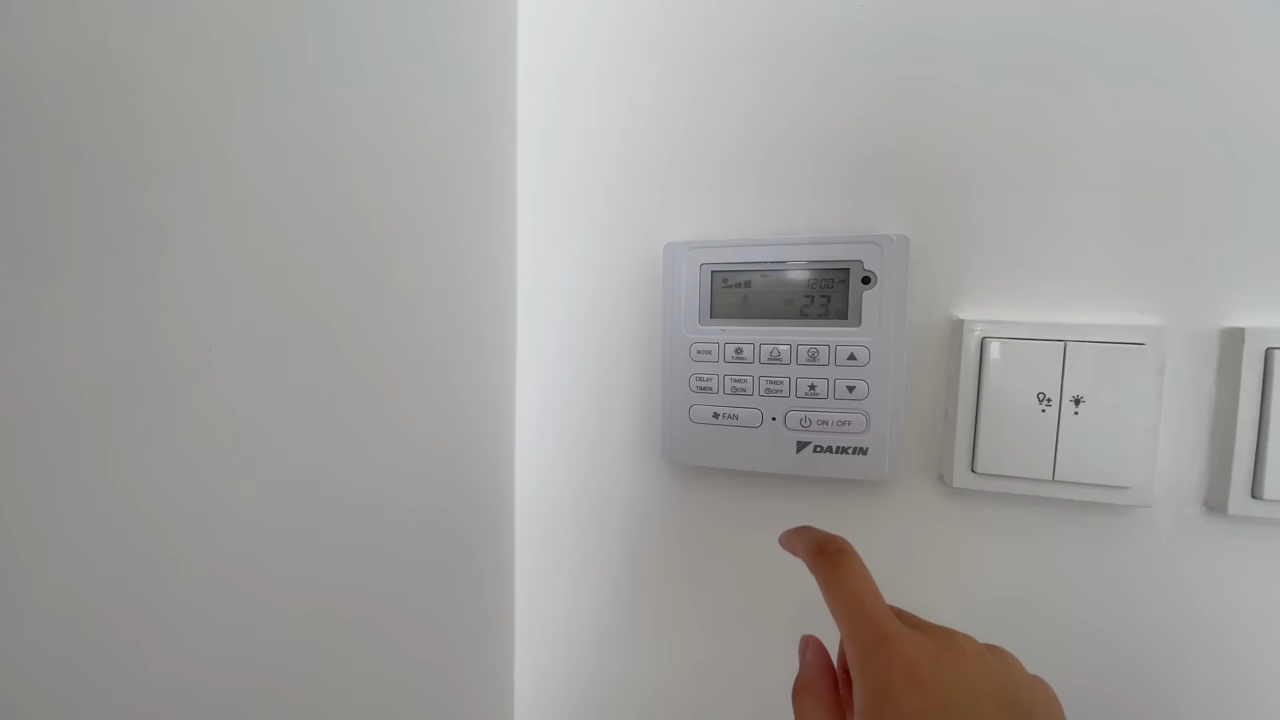 12:00
23
MODE
TURBO
SWING
QUIET
DELAY TIMER
TIMER ON
TIMER OFF
SLEEP
FAN
ON / OFF
DAIKIN